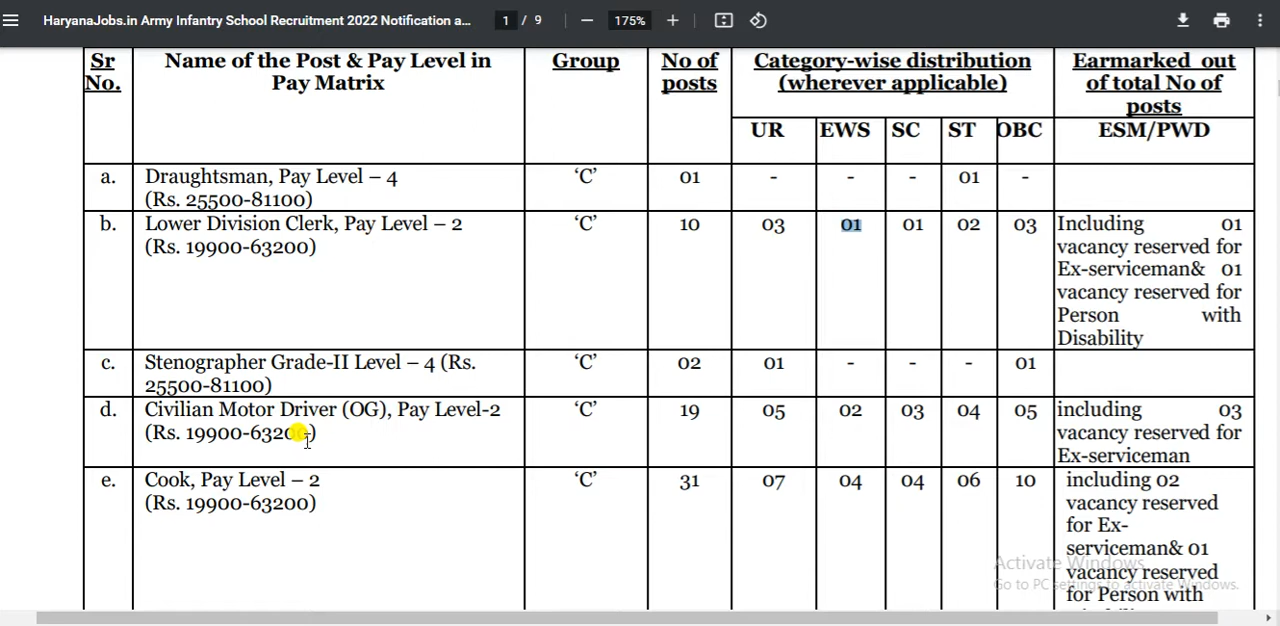 HaryanaJobs.in Army Infantry School Recruitment 2022 Notification a...
1 / 9
175%
Sr No.
Name of the Post & Pay Level in Pay Matrix
Group
No of posts
Category-wise distribution (wherever applicable)
Earmarked out of total No of posts
UR EWS SC ST OBC ESM/PWD
a. Draughtsman, Pay Level – 4 ‘C’ 01 - - - 01 -
(Rs. 25500-81100)
b. Lower Division Clerk, Pay Level – 2 ‘C’ 10 03 01 01 02 03 Including 01
(Rs. 19900-63200) vacancy reserved for
Ex-serviceman& 01
vacancy reserved for
Person with
Disability
c. Stenographer Grade-II Level – 4 (Rs. ‘C’ 02 01 - - - 01
25500-81100)
d. Civilian Motor Driver (OG), Pay Level-2 ‘C’ 19 05 02 03 04 05 including 03
(Rs. 19900-63200) vacancy reserved for
Ex-serviceman
e. Cook, Pay Level – 2 ‘C’ 31 07 04 04 06 10 including 02
(Rs. 19900-63200) vacancy reserved
for Ex-
serviceman& 01
vacancy reserved
for Person with
Activate Windows
Go to PC settings to activate Windows.